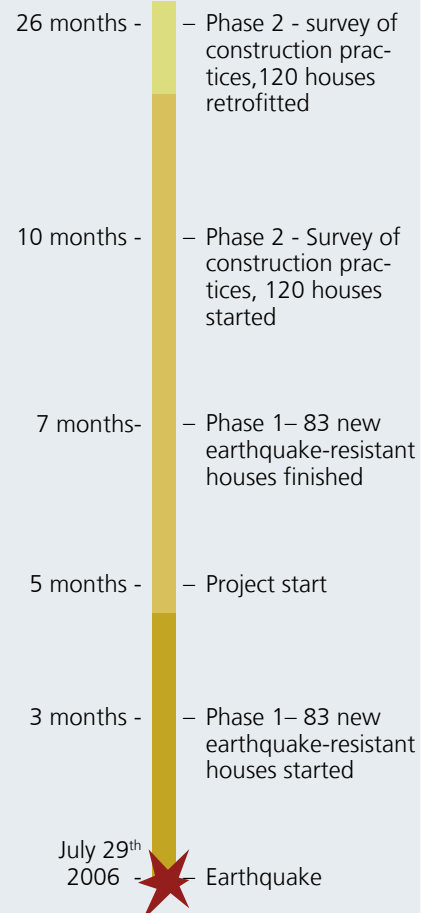 26 months - – Phase 2 - survey of
construction prac-
tices,120 houses
retrofitted
10 months - – Phase 2 - Survey of
construction prac-
tices, 120 houses
started
7 months- – Phase 1– 83 new
earthquake-resistant
houses finished
5 months - – Project start
3 months - – Phase 1– 83 new
earthquake-resistant
houses started
July 29th
2006 - – Earthquake